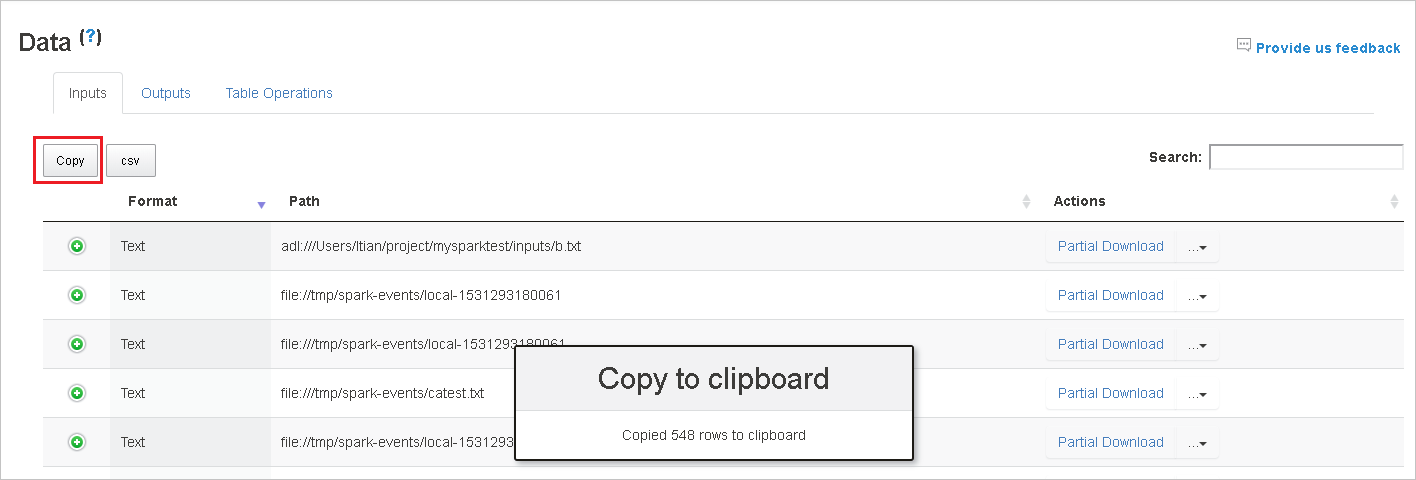 Data (?)
Provide us feedback
Inputs Outputs Table Operations
Copy csv Search:
Format Path Actions
Text adl:///Users/ltian/project/mysparktest/inputs/b.txt Partial Download ...
Text file://tmp/spark-events/local-1531293180061 Partial Download ...
Text file:///tmp/spark-events/local-1531293180061 Partial Download ...
Text file:///tmp/spark-events/catest.txt Partial Download ...
Text file://tmp/spark-events/local-1531293 Partial Download ...
Copy to clipboard
Copied 548 rows to clipboard